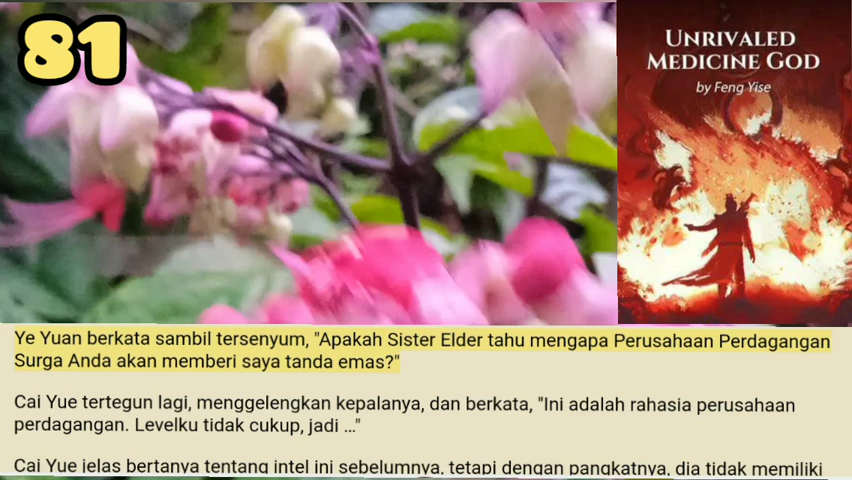 81
UNRIVALED
MEDICINE GOD
by Feng Yise
Ye Yuan berkata sambil tersenyum, "Apakah Sister Elder tahu mengapa Perusahaan Perdagangan
Surga Anda akan memberi saya tanda emas?"
Cai Yue tertegun lagi, menggelengkan kepalanya, dan berkata, "Ini adalah rahasia perusahaan
perdagangan. Levelku tidak cukup, jadi ..."
Cai Yue jelas bertanya tentang intel ini sebelumnya, tetapi dengan pangkatnya, dia tidak memiliki